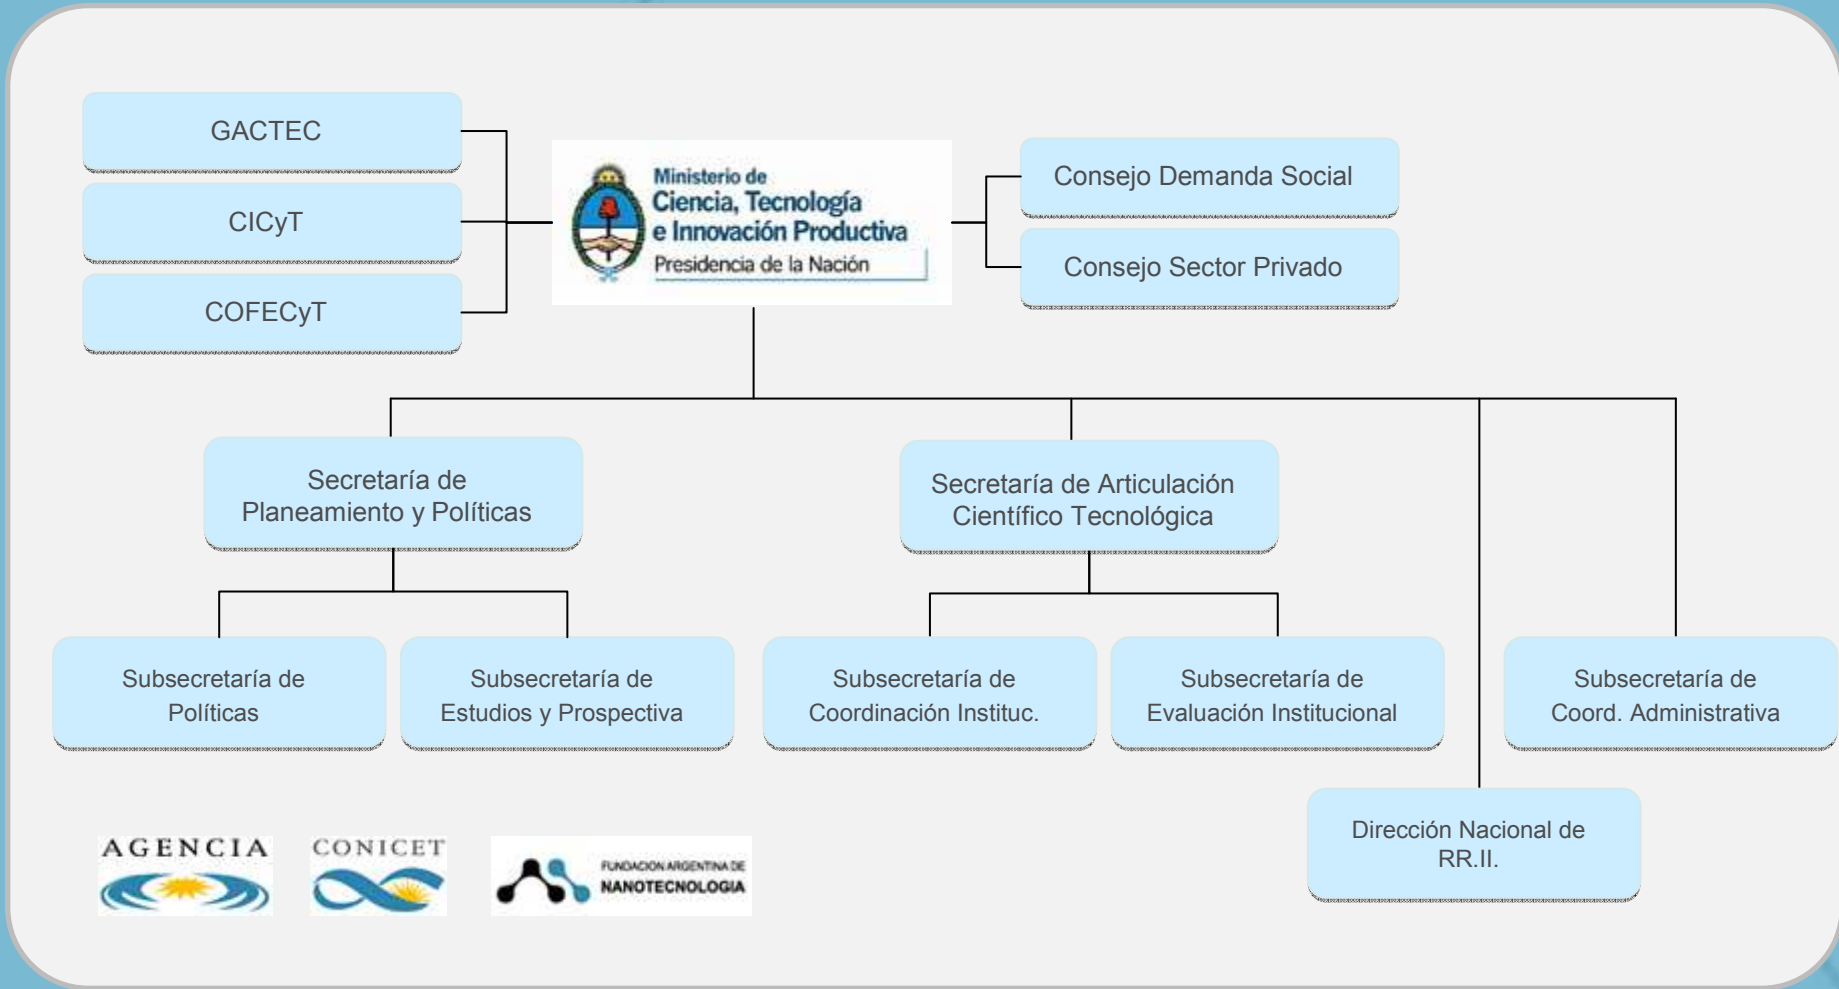 GACTEC
CICyT
COFECyT
Ministerio de
Ciencia, Tecnología
e Innovación Productiva
Presidencia de la Nación
Consejo Demanda Social
Consejo Sector Privado
Secretaría de
Planeamiento y Políticas
Secretaría de Articulación
Científico Tecnológica
Subsecretaría de
Políticas
Subsecretaría de
Estudios y Prospectiva
Subsecretaría de
Coordinación Instituc.
Subsecretaría de
Evaluación Institucional
Subsecretaría de
Coord. Administrativa
Dirección Nacional de
RR.II.
AGENCIA
CONICET
FUNDACION ARGENTINA DE
NANOTECNOLOGIA